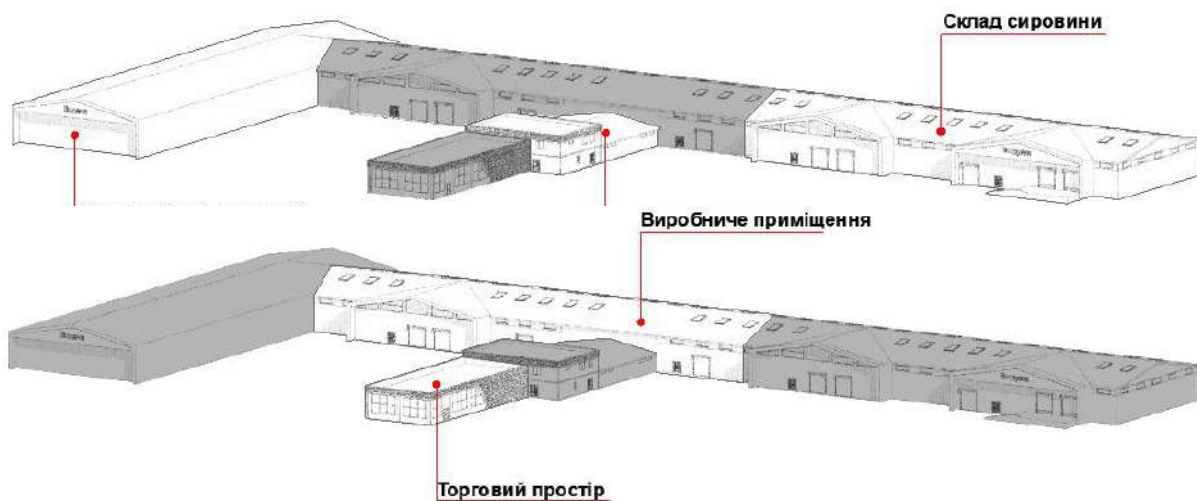 Склад сировини
Виробниче приміщення
Торговий простір